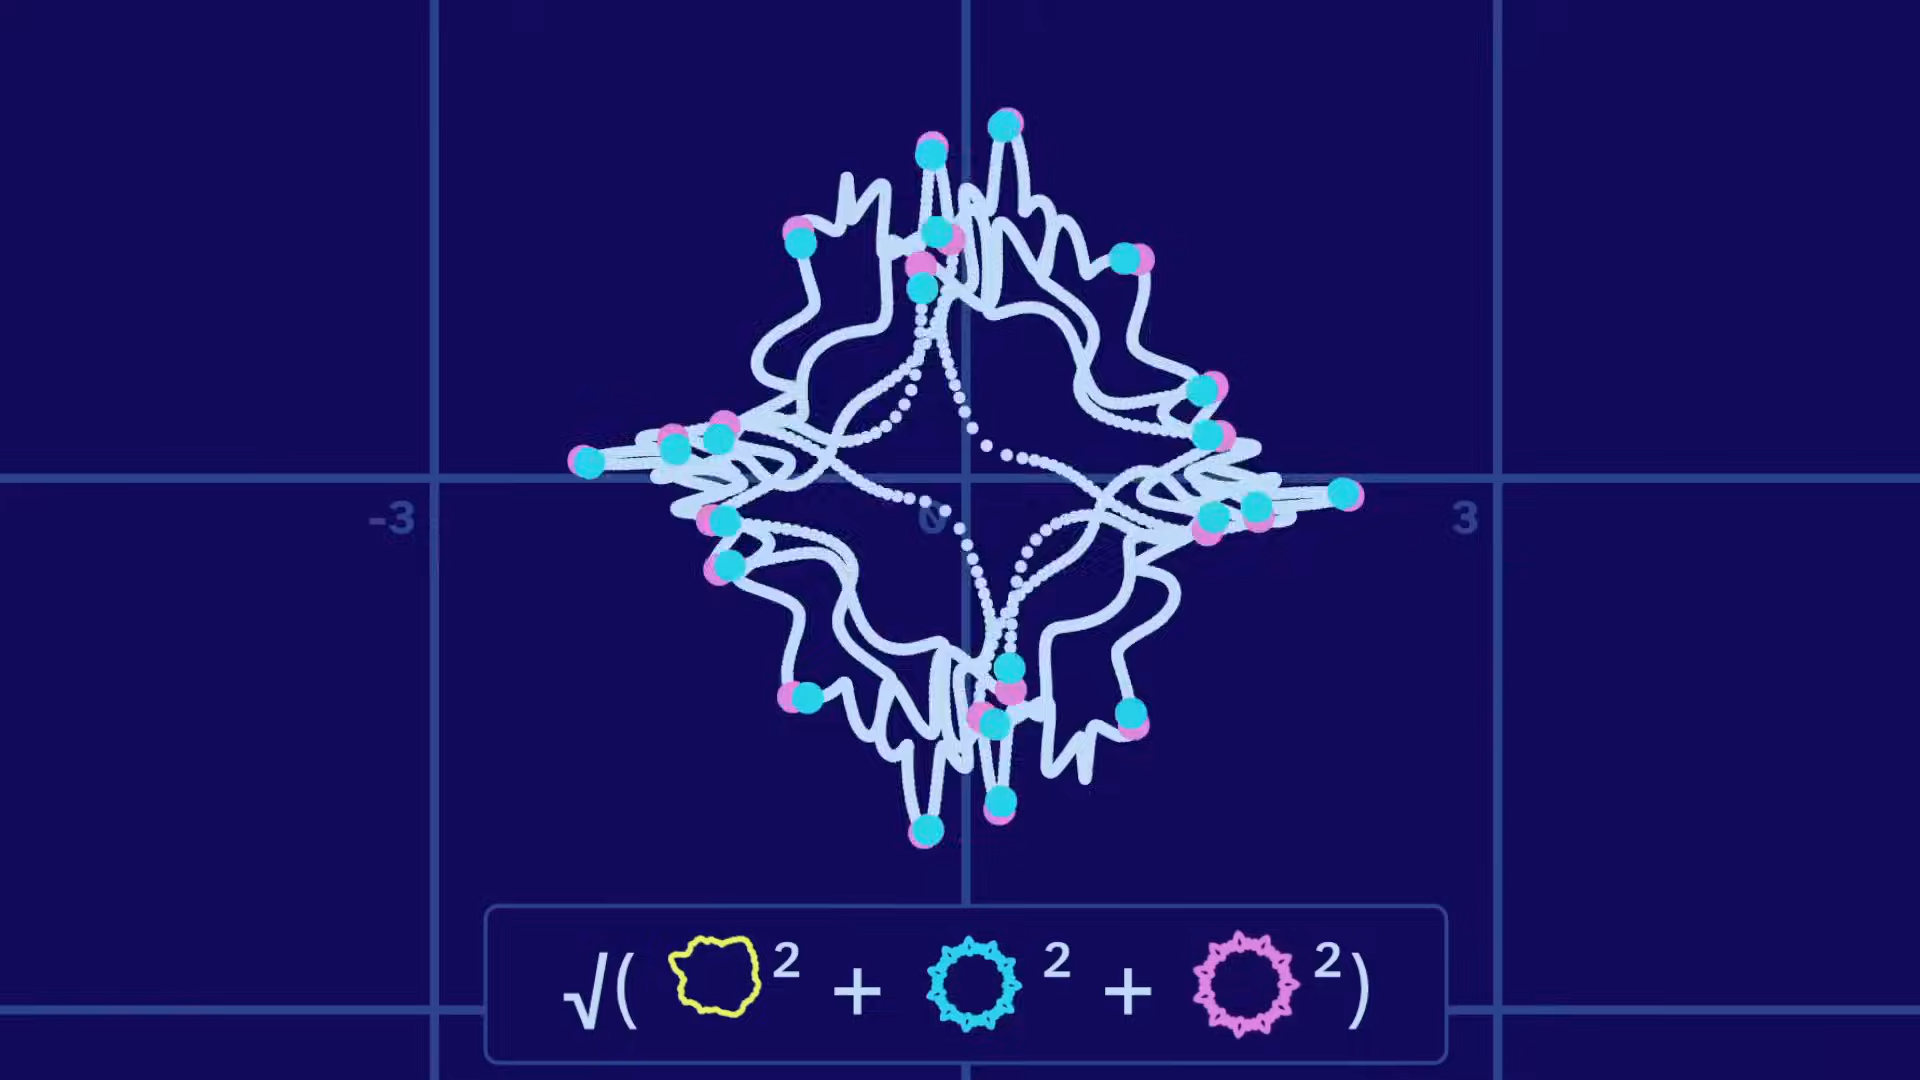 -3 0 3
√( ² + ² + ² )